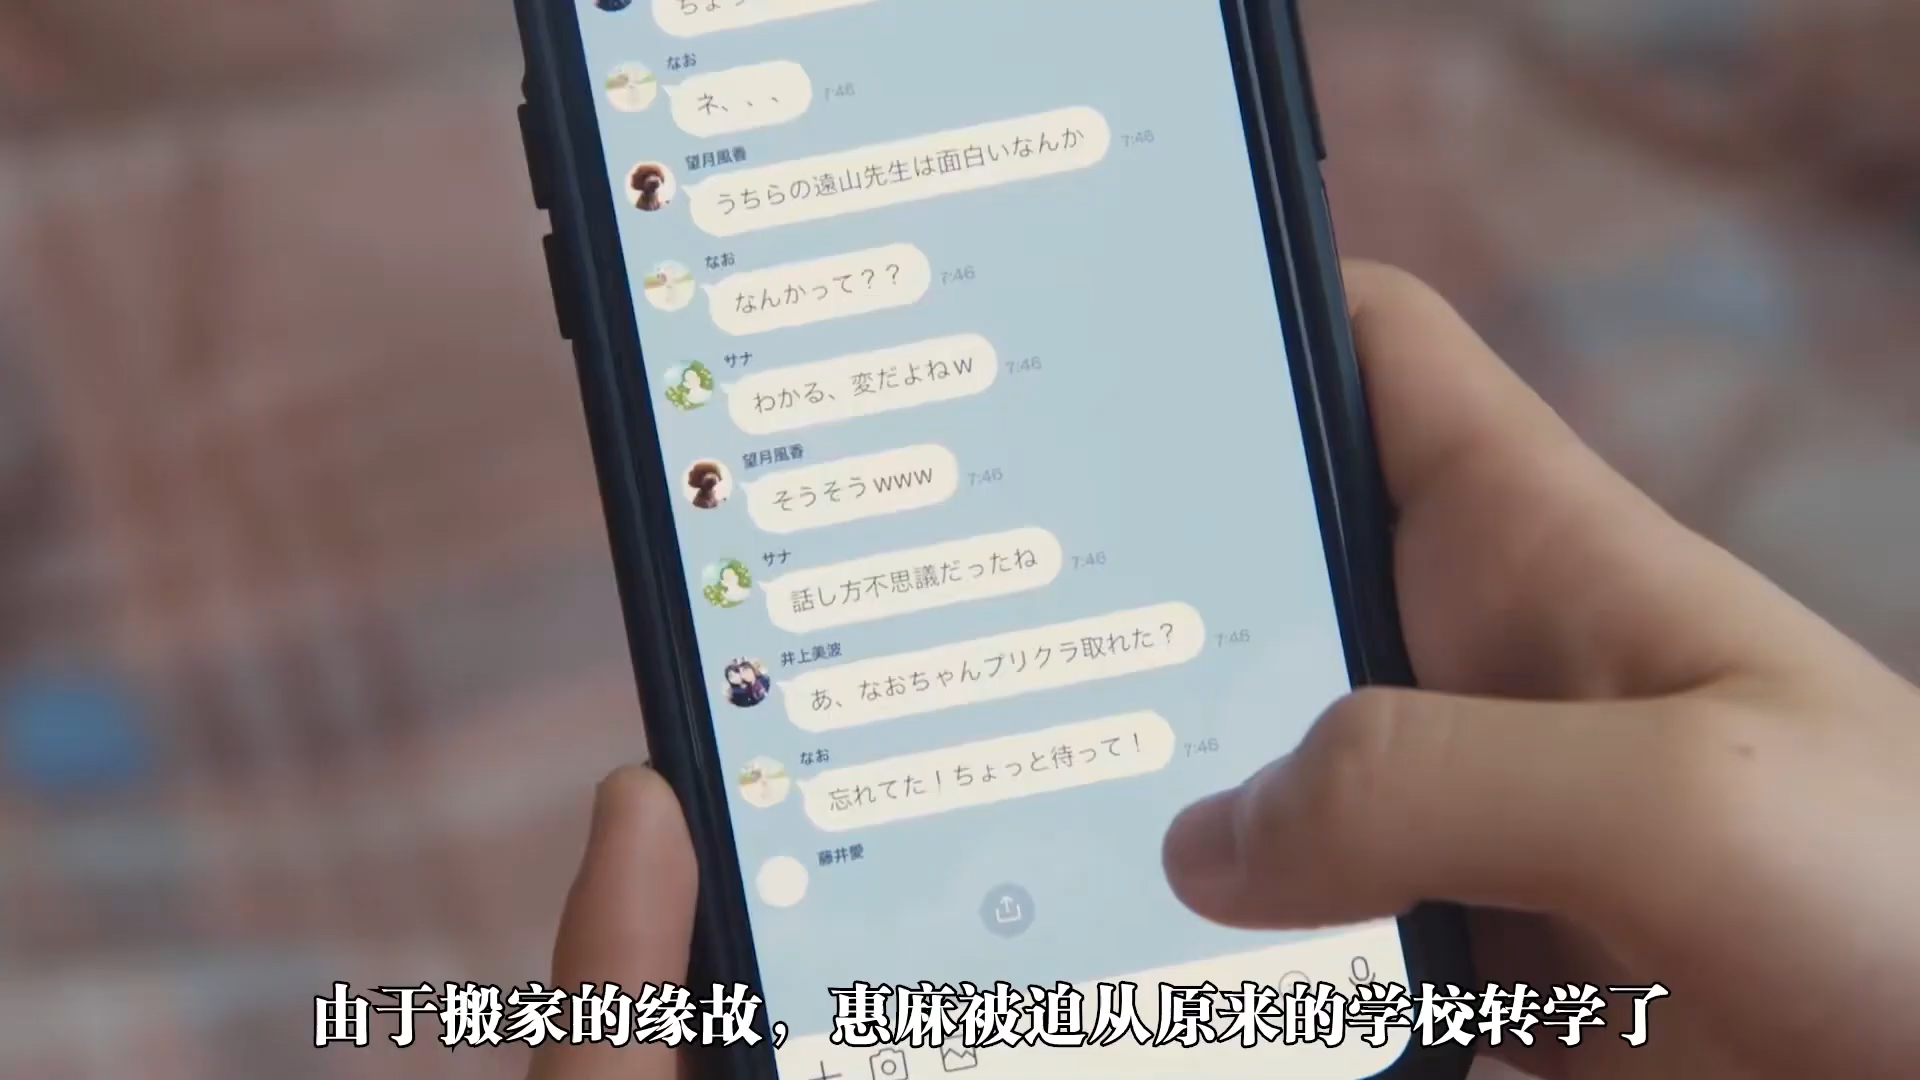 ちょっ
なお
ネ、、、
7:46
望月風香
うちらの遠山先生は面白いなんか
7:46
なお
なんかって？？
7:46
サナ
わかる、変だよねw
7:46
望月風香
そうそうwww
7:46
サナ
話し方不思議だったね
7:46
井上美波
あ、なおちゃんプリクラ取れた？
7:46
なお
忘れてた！ちょっと待って！
7:46
藤井愛
由于搬家的缘故，惠麻被迫从原来的学校转学了